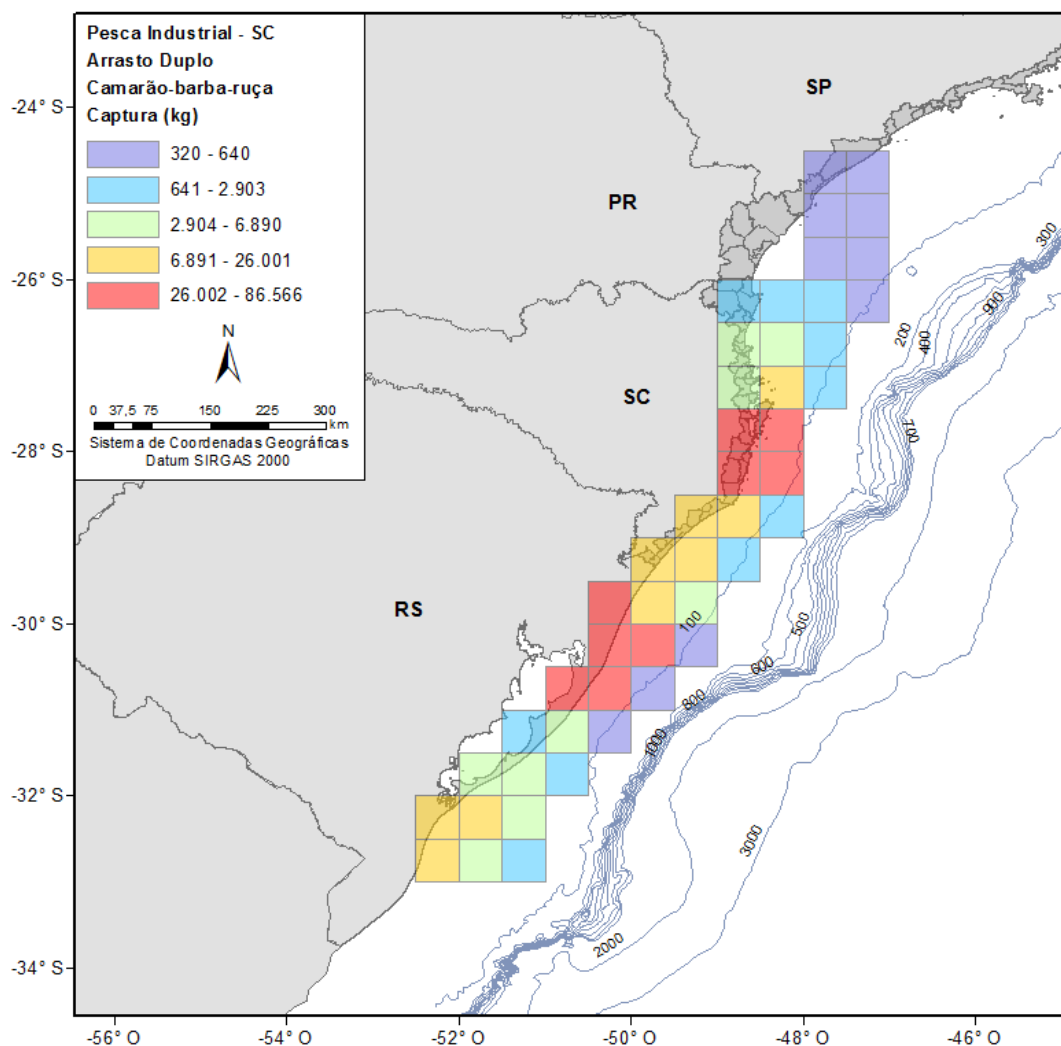 Pesca Industrial - SC
Arrasto Duplo
Camarão-barba-ruça
Captura (kg)
320 - 640
641 - 2.903
2.904 - 6.890
6.891 - 26.001
26.002 - 86.566
N
0 37,5 75 150 225 300
km
Sistema de Coordenadas Geográficas
Datum SIRGAS 2000
SP
PR
SC
RS
300
900
200
400
700
100
500
600
800
1000
3000
2000
-24° S
-26° S
-28° S
-30° S
-32° S
-34° S
-56° O
-54° O
-52° O
-50° O
-48° O
-46° O